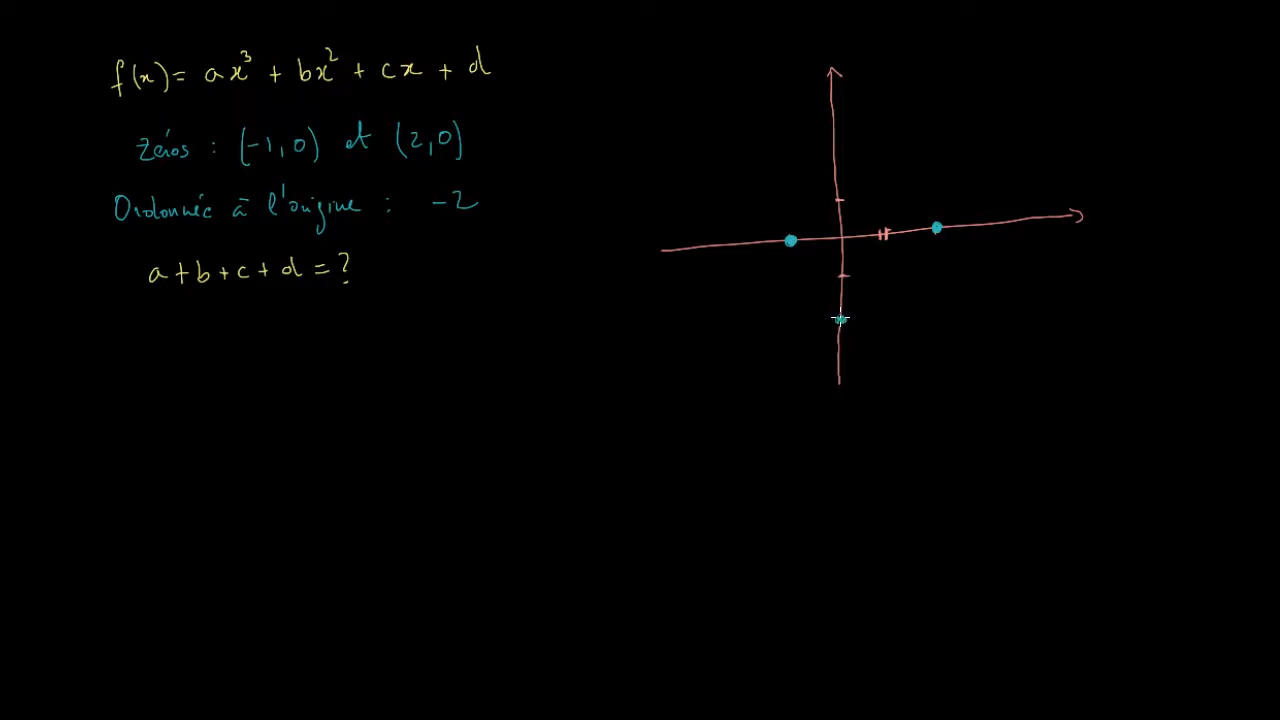 f(x) = ax³ + bx² + cx + d
Zéros : (-1,0) et (2,0)
Ordonnée à l'origine : -2
a + b + c + d = ?